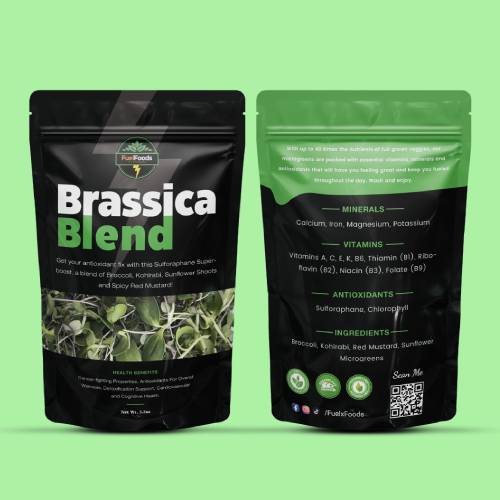 FuelFoods
Brassica
Blend
Get your antioxidant fix with this Sulforaphane Super-
boost, a blend of Broccoli, Kohlrabi, Sunflower Shoots
and Spicy Red Mustard!
HEALTH BENEFITS
Cancer-fighting Properties, Antioxidants For Overall
Wellness, Detoxification Support, Cardiovascular
and Cognitive Health.
Net Wt. 3.5oz
With up to 40 times the nutrients of full grown veggies, our
microgreens are packed with essential vitamins, minerals and
antioxidants that will have you feeling great and keep you fueled
throughout the day. Wash and enjoy.
MINERALS
Calcium, Iron, Magnesium, Potassium
VITAMINS
Vitamins A, C, E, K, B6, Thiamin (B1), Ribo-
flavin (B2), Niacin (B3), Folate (B9)
ANTIOXIDANTS
Sulforaphane, Chlorophyll
INGREDIENTS
Broccoli, Kohlrabi, Red Mustard, Sunflower
Microgreens
Scan Me
/FuelxFoods